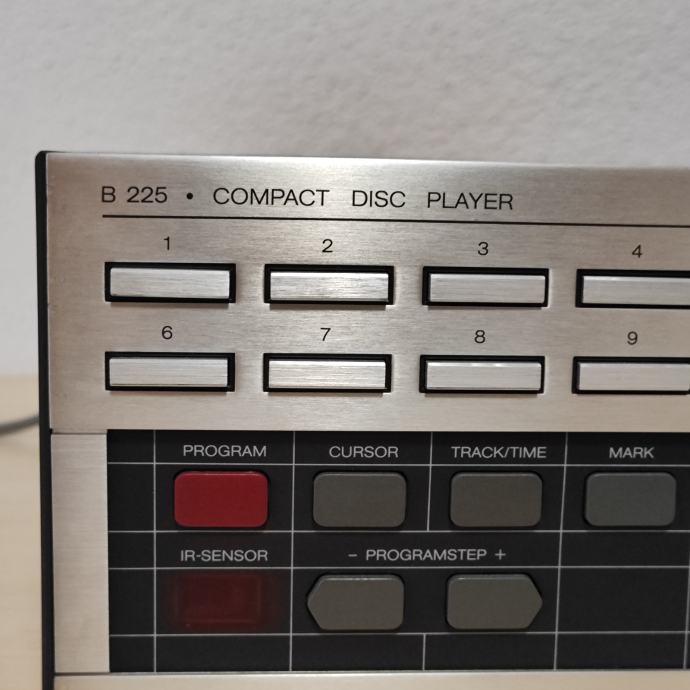 B 225 • COMPACT DISC PLAYER
1 2 3 4
6 7 8 9
PROGRAM CURSOR TRACK/TIME MARK
IR-SENSOR - PROGRAMSTEP +